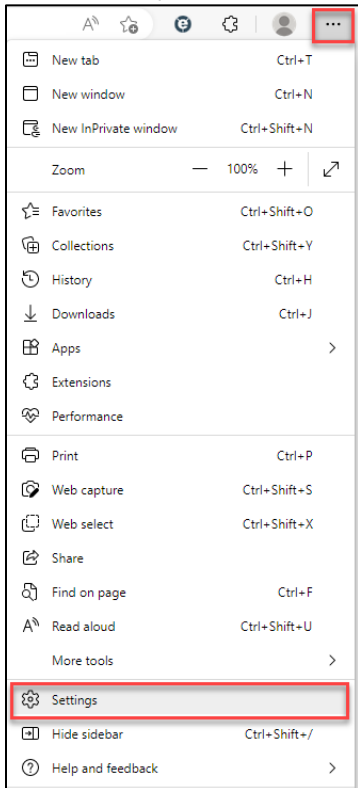 New tab Ctrl+T
New window Ctrl+N
New InPrivate window Ctrl+Shift+N
Zoom — 100% +
Favorites Ctrl+Shift+O
Collections Ctrl+Shift+Y
History Ctrl+H
Downloads Ctrl+J
Apps
Extensions
Performance
Print Ctrl+P
Web capture Ctrl+Shift+S
Web select Ctrl+Shift+X
Share
Find on page Ctrl+F
Read aloud Ctrl+Shift+U
More tools
Settings
Hide sidebar Ctrl+Shift+/
Help and feedback